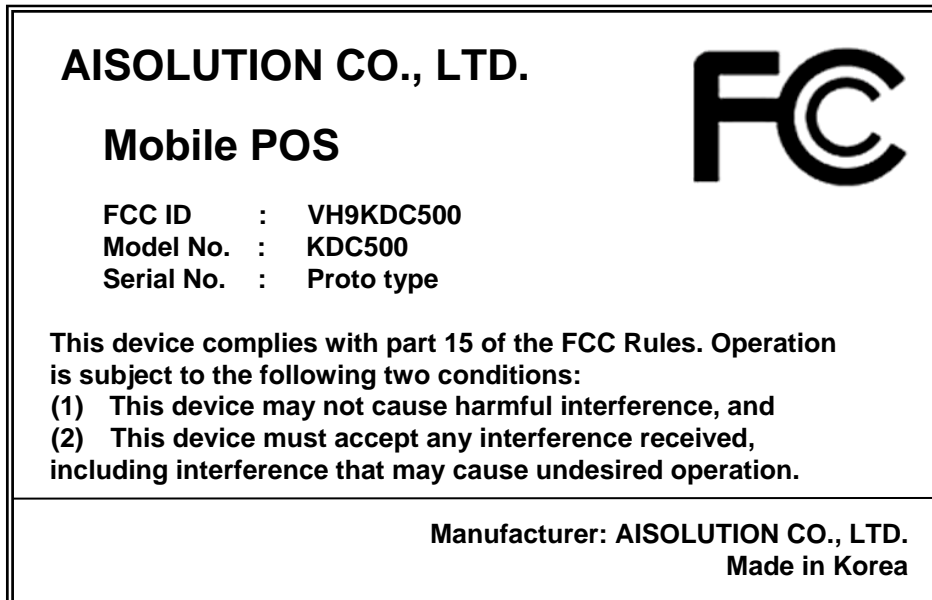 AISOLUTION CO., LTD.
FCC
Mobile POS
FCC ID : VH9KDC500
Model No. : KDC500
Serial No. : Proto type
This device complies with part 15 of the FCC Rules. Operation
is subject to the following two conditions:
(1) This device may not cause harmful interference, and
(2) This device must accept any interference received,
including interference that may cause undesired operation.
Manufacturer: AISOLUTION CO., LTD.
Made in Korea